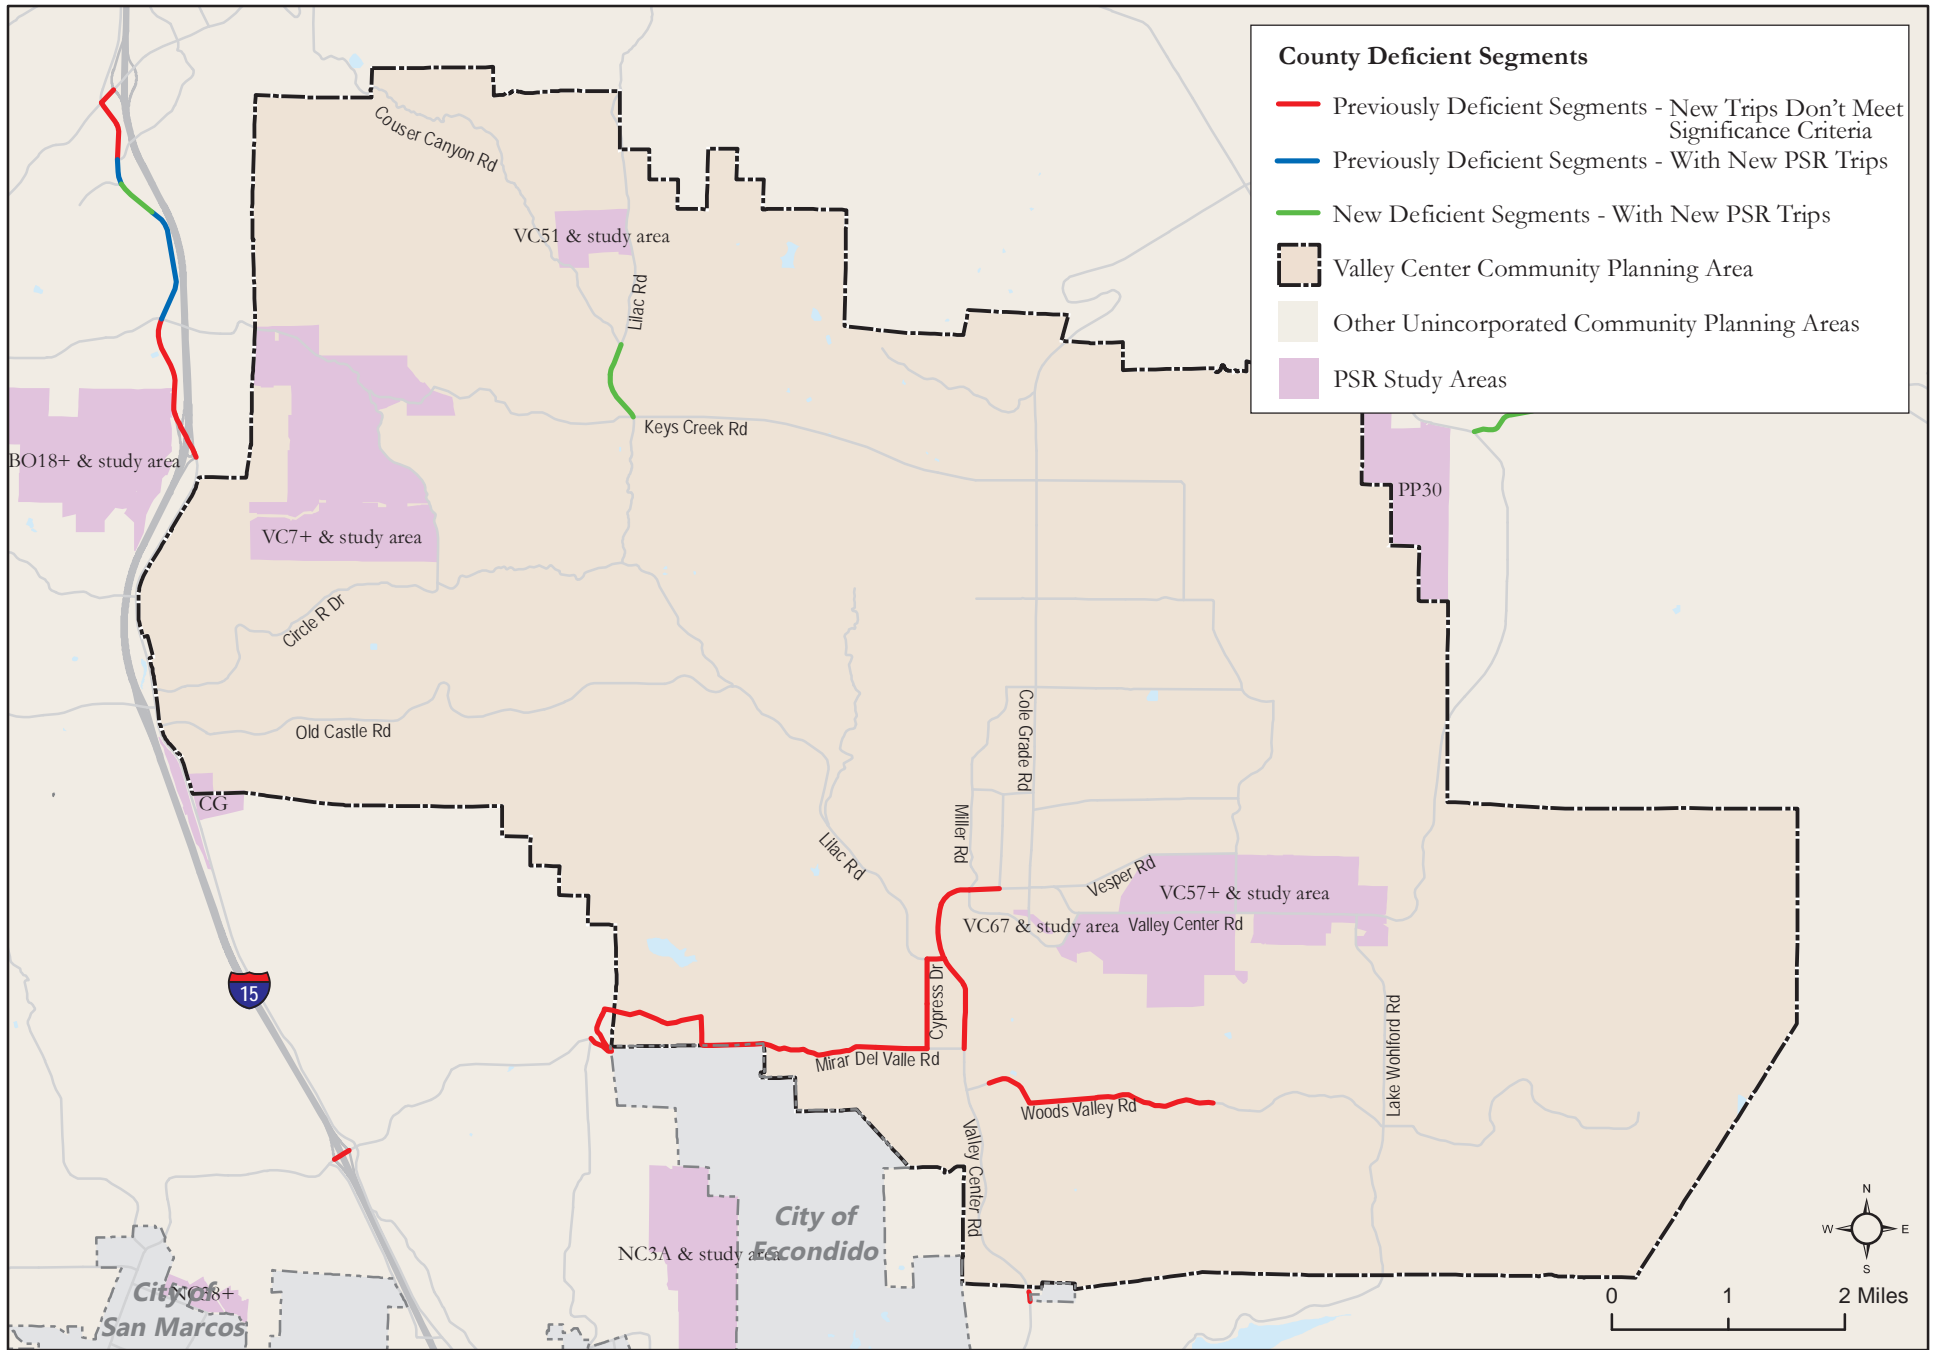 County Deficient Segments
Previously Deficient Segments - New Trips Don't Meet
Significance Criteria
Previously Deficient Segments - With New PSR Trips
New Deficient Segments - With New PSR Trips
Valley Center Community Planning Area
Other Unincorporated Community Planning Areas
PSR Study Areas
Couser Canyon Rd
VC51 & study area
Lilac Rd
Keys Creek Rd
BO18+ & study area
PP30
VC7+ & study area
Circle R Dr
Old Castle Rd
Cole Grade Rd
CG
Miller Rd
Lilac Rd
Vesper Rd
VC57+ & study area
VC67 & study area
Valley Center Rd
15
Cypress Dr
Lake Wohlford Rd
Mirar Del Valle Rd
Woods Valley Rd
Valley Center Rd
City of
Escondido
NC3A & study area
City of
San Marcos
N
W
E
S
0
1
2 Miles